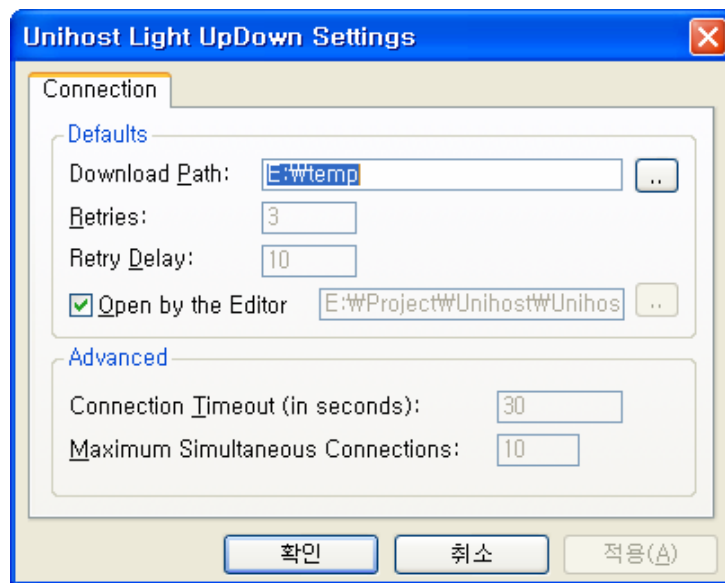 Unihost Light UpDown Settings
Connection
Defaults
Download Path: E:₩temp ..
Retries: 3
Retry Delay: 10
Open by the Editor E:₩Project₩Unihost₩Unihos ..
Advanced
Connection Timeout (in seconds): 30
Maximum Simultaneous Connections: 10
확인 취소 적용(A)